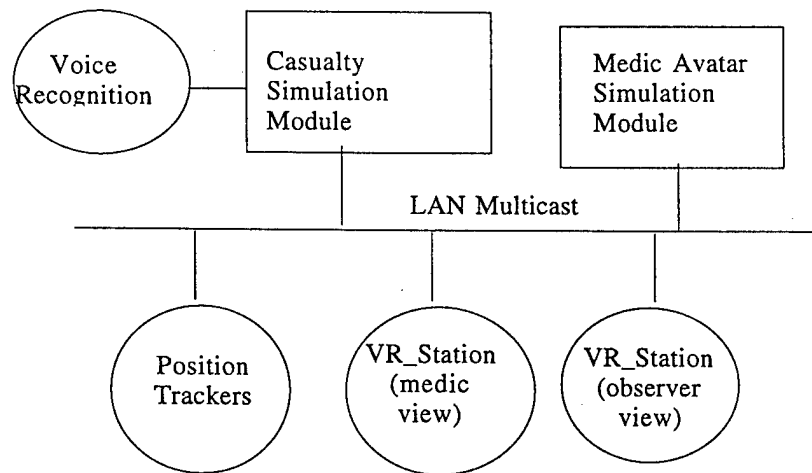 Voice
Recognition
Casualty
Simulation
Module
Medic Avatar
Simulation
Module
LAN Multicast
Position
Trackers
VR_Station
(medic
view)
VR_Station
(observer
view)